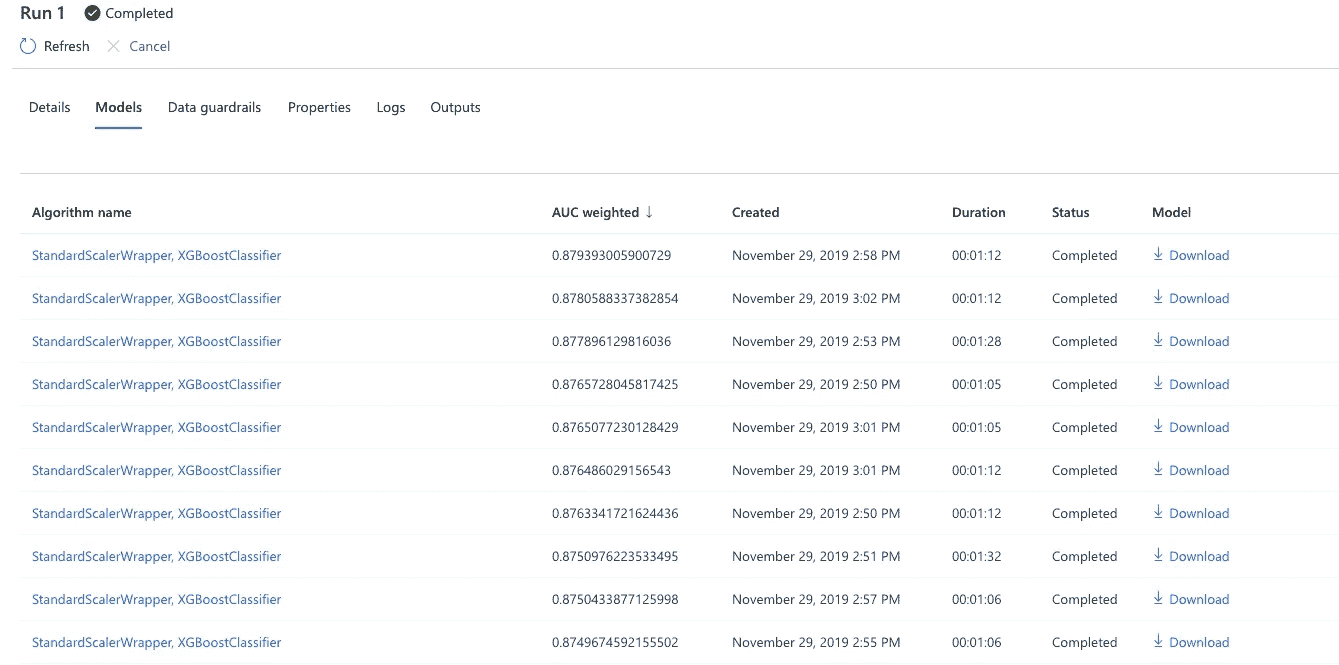 Run 1 Completed
Refresh Cancel
Details Models Data guardrails Properties Logs Outputs
Algorithm name AUC weighted ↓ Created Duration Status Model
StandardScalerWrapper, XGBoostClassifier 0.879393005900729 November 29, 2019 2:58 PM 00:01:12 Completed Download
StandardScalerWrapper, XGBoostClassifier 0.8780588337382854 November 29, 2019 3:02 PM 00:01:12 Completed Download
StandardScalerWrapper, XGBoostClassifier 0.877896129816036 November 29, 2019 2:53 PM 00:01:28 Completed Download
StandardScalerWrapper, XGBoostClassifier 0.8765728045817425 November 29, 2019 2:50 PM 00:01:05 Completed Download
StandardScalerWrapper, XGBoostClassifier 0.8765077230128429 November 29, 2019 3:01 PM 00:01:05 Completed Download
StandardScalerWrapper, XGBoostClassifier 0.876486029156543 November 29, 2019 3:01 PM 00:01:12 Completed Download
StandardScalerWrapper, XGBoostClassifier 0.8763341721624436 November 29, 2019 2:50 PM 00:01:12 Completed Download
StandardScalerWrapper, XGBoostClassifier 0.8750976223533495 November 29, 2019 2:51 PM 00:01:32 Completed Download
StandardScalerWrapper, XGBoostClassifier 0.8750433877125998 November 29, 2019 2:57 PM 00:01:06 Completed Download
StandardScalerWrapper, XGBoostClassifier 0.8749674592155502 November 29, 2019 2:55 PM 00:01:06 Completed Download